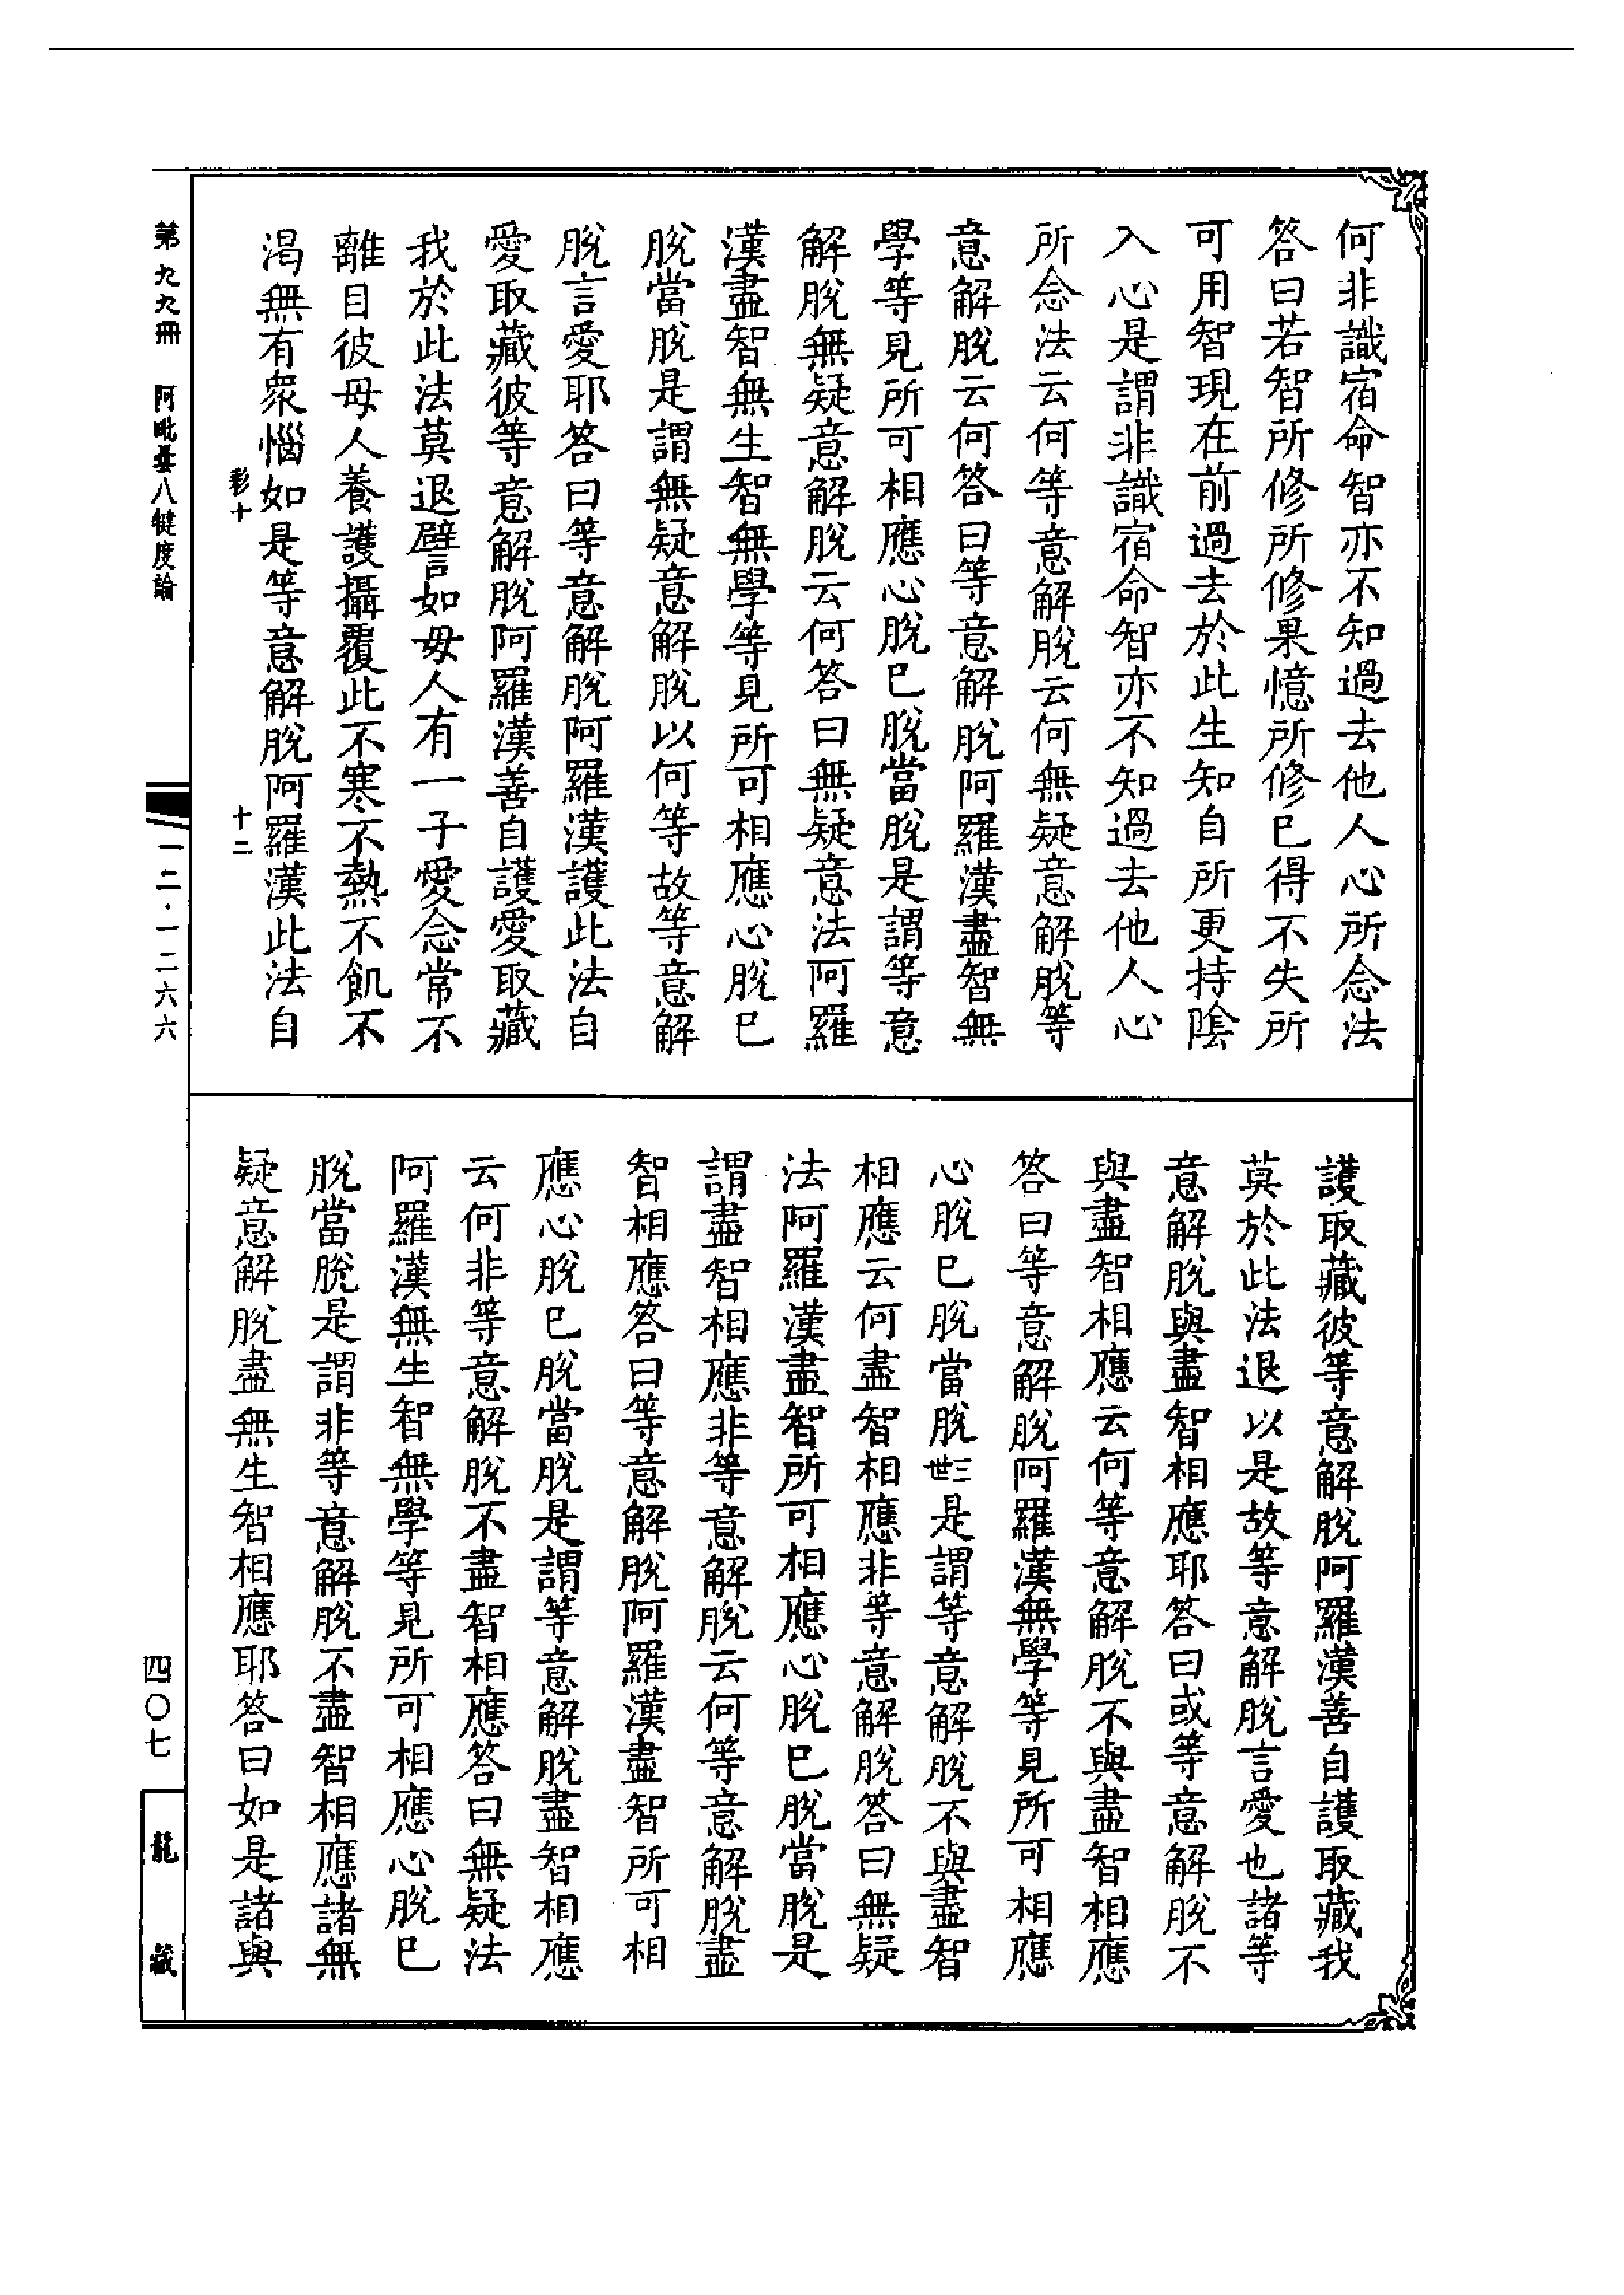 何非識宿命智亦不知過去他人心所念法
答曰若智所修所修果憶所修已得不失所
可用智現在前過去於此生知自所更持陰
入心是謂非識宿命智亦不知過去他人心
所念法云何等意解脫云何無疑意解脫等
意解脫云何答曰等意解脫阿羅漢盡智無
學等見所可相應心脫已脫當脫是謂等意
解脫無疑意解脫云何答曰無疑意法阿羅
漢盡智無生智無學等見所可相應心脫已
脫當脫是謂無疑意解脫以何等故等意解
脫言愛耶答曰等意解脫阿羅漢護此法自
愛取藏彼等意解脫阿羅漢善自護愛取藏
我於此法莫退譬如母人有一子愛念常不
離目彼母人養護攝覆此不寒不熱不飢不
渴無有衆惱如是等意解脫阿羅漢此法自
護取藏彼等意解脫阿羅漢善自護取藏我
莫於此法退以是故等意解脫言愛也諸等
意解脫與盡智相應耶答曰或等意解脫不
與盡智相應云何等意解脫不與盡智相應
答曰等意解脫阿羅漢無學等見所可相應
心脫已脫當脫三世是謂等意解脫不與盡智
相應云何盡智相應非等意解脫答曰無疑
法阿羅漢盡智所可相應心脫已脫當脫是
謂盡智相應非等意解脫云何等意解脫盡
智相應答曰等意解脫阿羅漢盡智所可相
應心脫已脫當脫是謂等意解脫盡智相應
云何非等意解脫不盡智相應答曰無疑法
阿羅漢無生智無學等見所可相應心脫已
脫當脫是謂非等意解脫不盡智相應諸無
疑意解脫盡無生智相應耶答曰如是諸與
彩十
十二
第九九冊 阿毗曇八犍度論
一二·一二六六
四〇七
龍藏